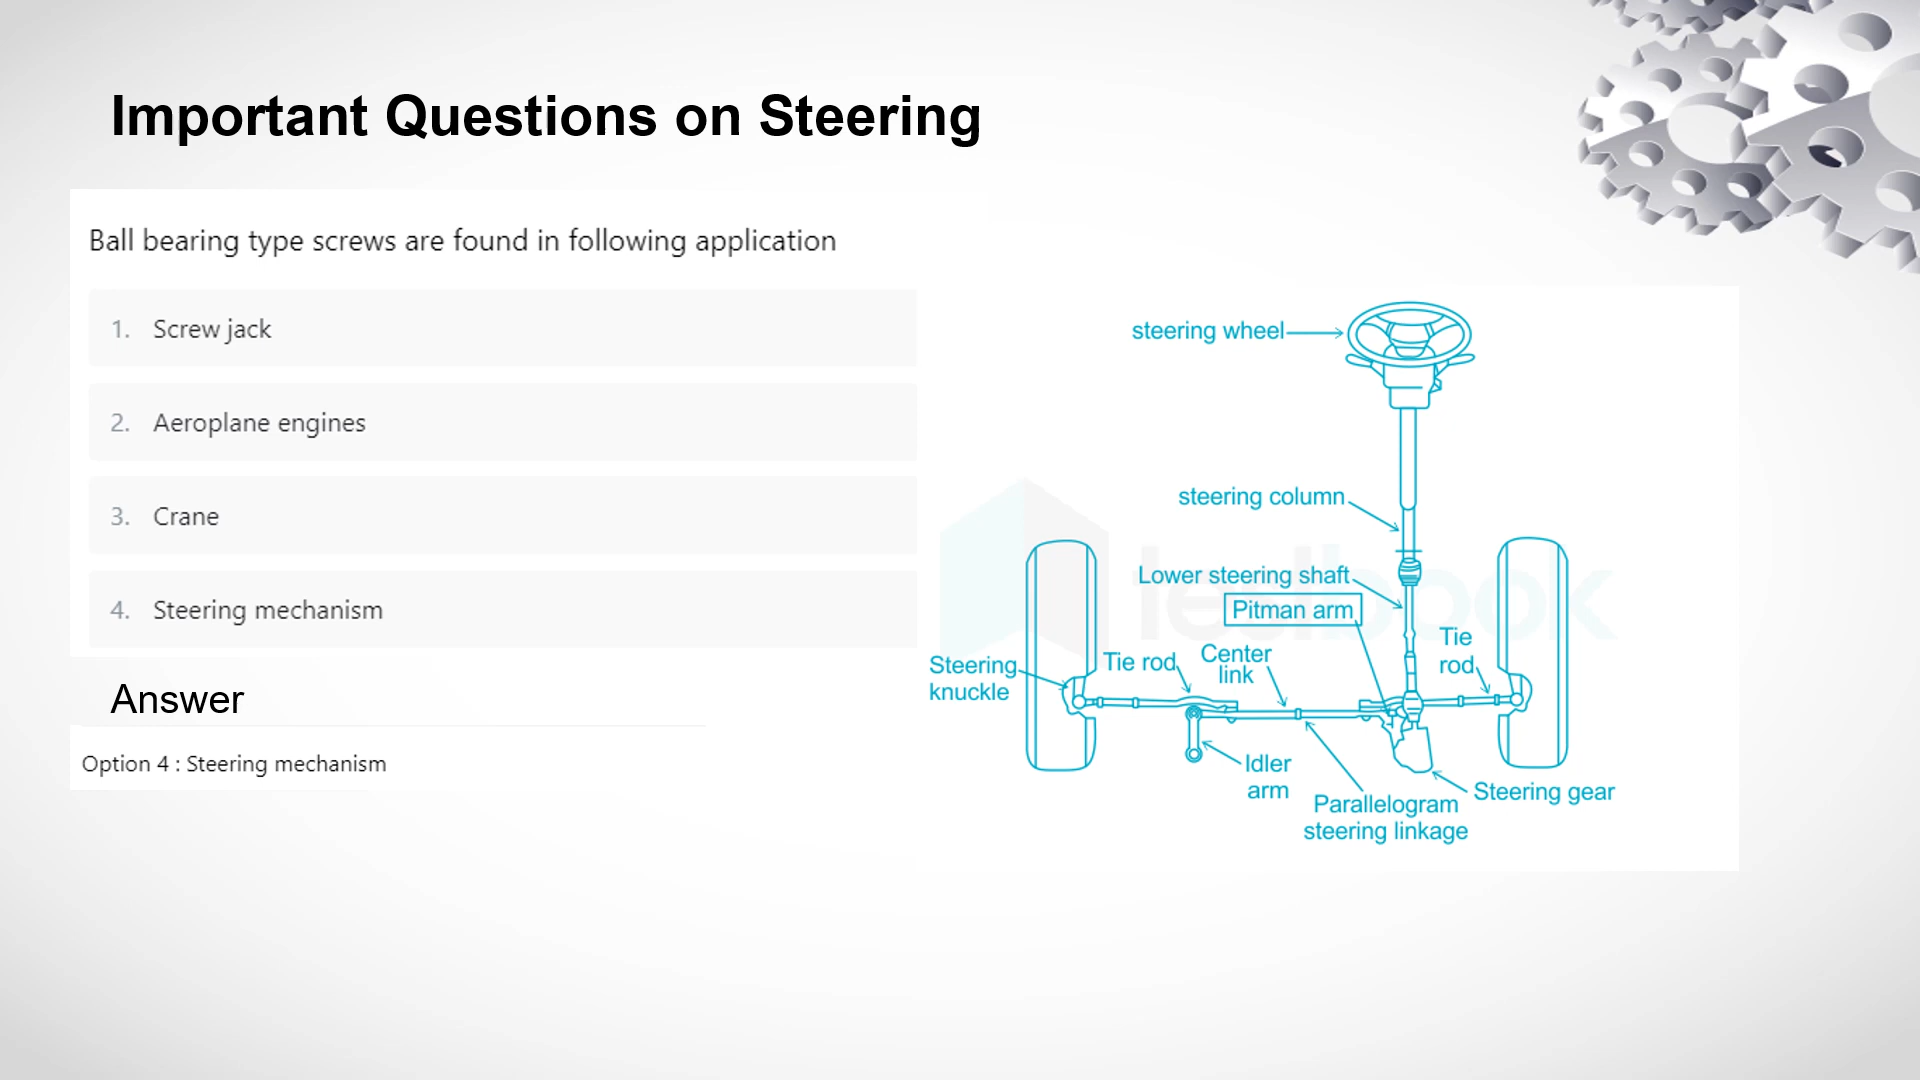 Important Questions on Steering
Ball bearing type screws are found in following application
1. Screw jack
2. Aeroplane engines
3. Crane
4. Steering mechanism
Answer
Option 4 : Steering mechanism
steering wheel
steering column
Lower steering shaft
Pitman arm
Tie
rod
Steering
knuckle
Tie rod
Center
link
Idler
arm
Parallelogram
steering linkage
Steering gear
testbook